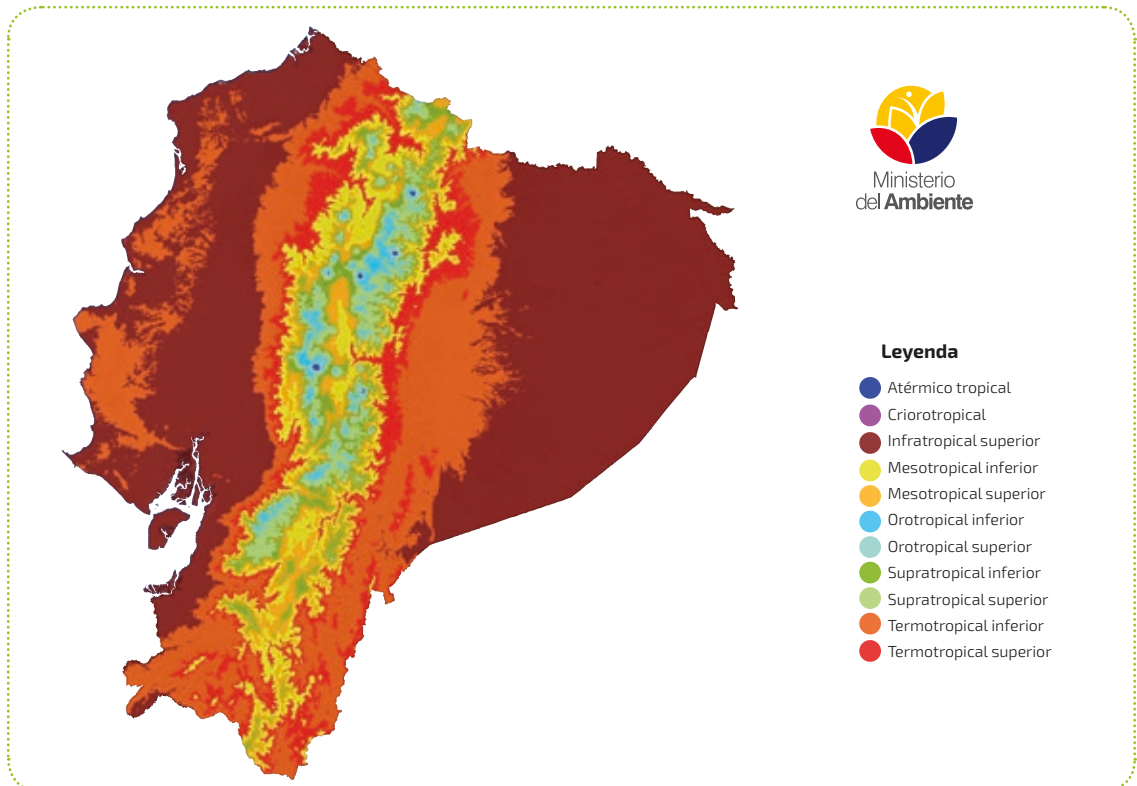 Ministerio
del Ambiente
Leyenda
Atérmico tropical
Criorotropical
Infratropical superior
Mesotropical inferior
Mesotropical superior
Orotropical inferior
Orotropical superior
Supratropical inferior
Supratropical superior
Termotropical inferior
Termotropical superior